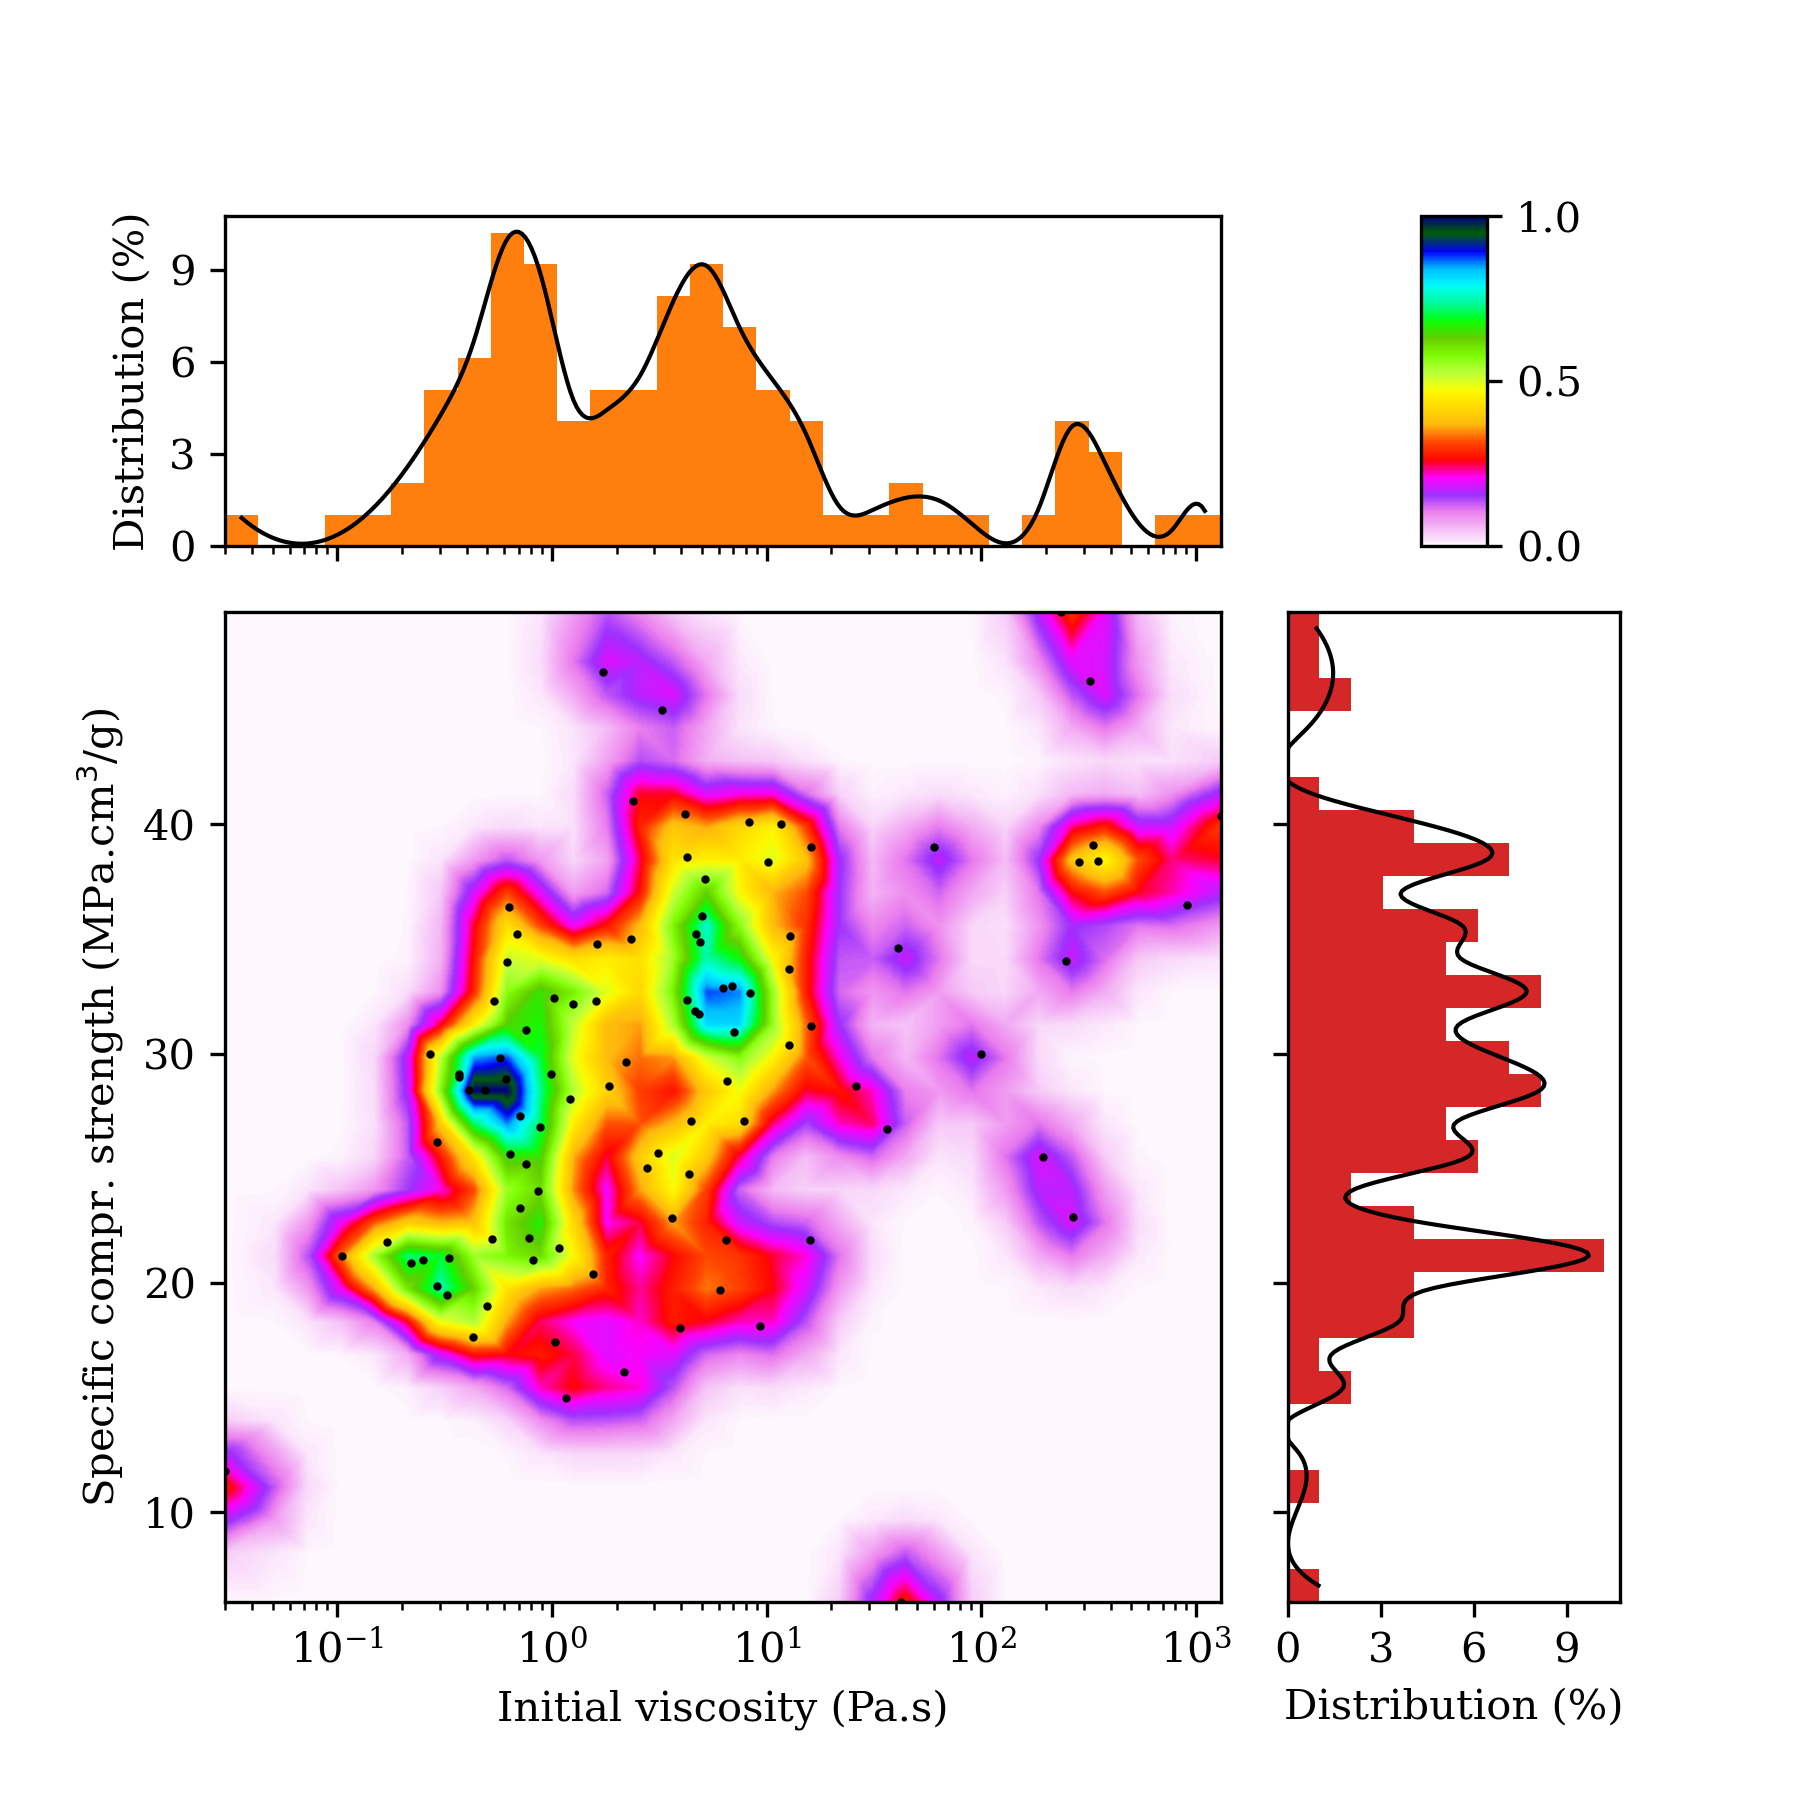 Distribution (%)
9
6
3
0
1.0
0.5
0.0
Specific compr. strength (MPa.cm³/g)
40
30
20
10
10⁻¹ 10⁰ 10¹ 10² 10³
Initial viscosity (Pa.s)
0 3 6 9
Distribution (%)